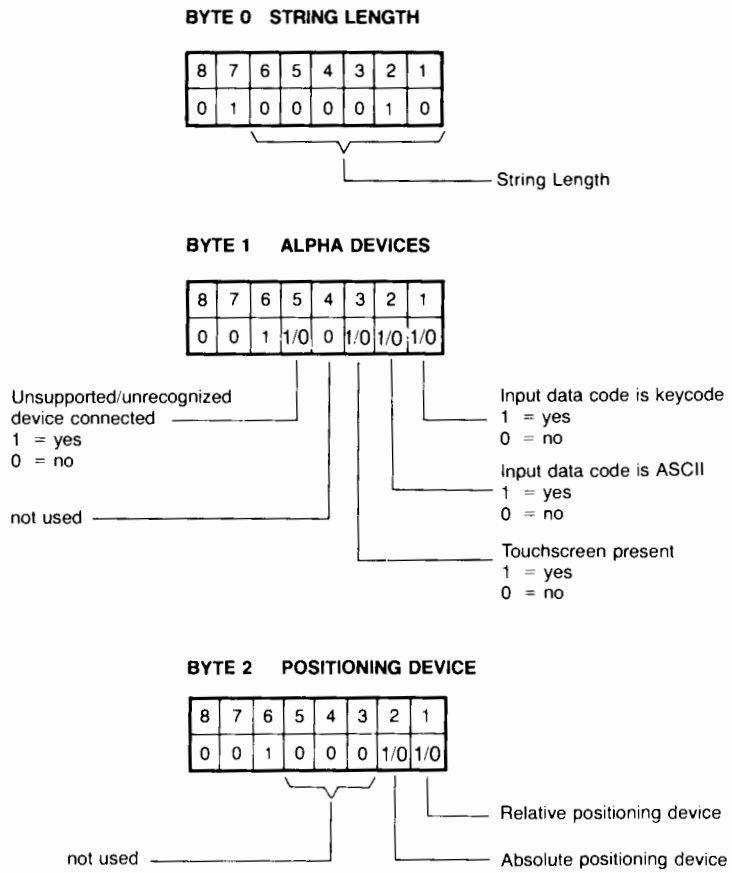 BYTE 0 STRING LENGTH
8 7 6 5 4 3 2 1
0 1 0 0 0 0 1 0
String Length
BYTE 1 ALPHA DEVICES
8 7 6 5 4 3 2 1
0 0 1 1/0 0 1/0 1/0 1/0
Unsupported/unrecognized
device connected
1 = yes
0 = no
not used
Input data code is keycode
1 = yes
0 = no
Input data code is ASCII
1 = yes
0 = no
Touchscreen present
1 = yes
0 = no
BYTE 2 POSITIONING DEVICE
8 7 6 5 4 3 2 1
0 0 1 0 0 0 1/0 1/0
Relative positioning device
not used
Absolute positioning device